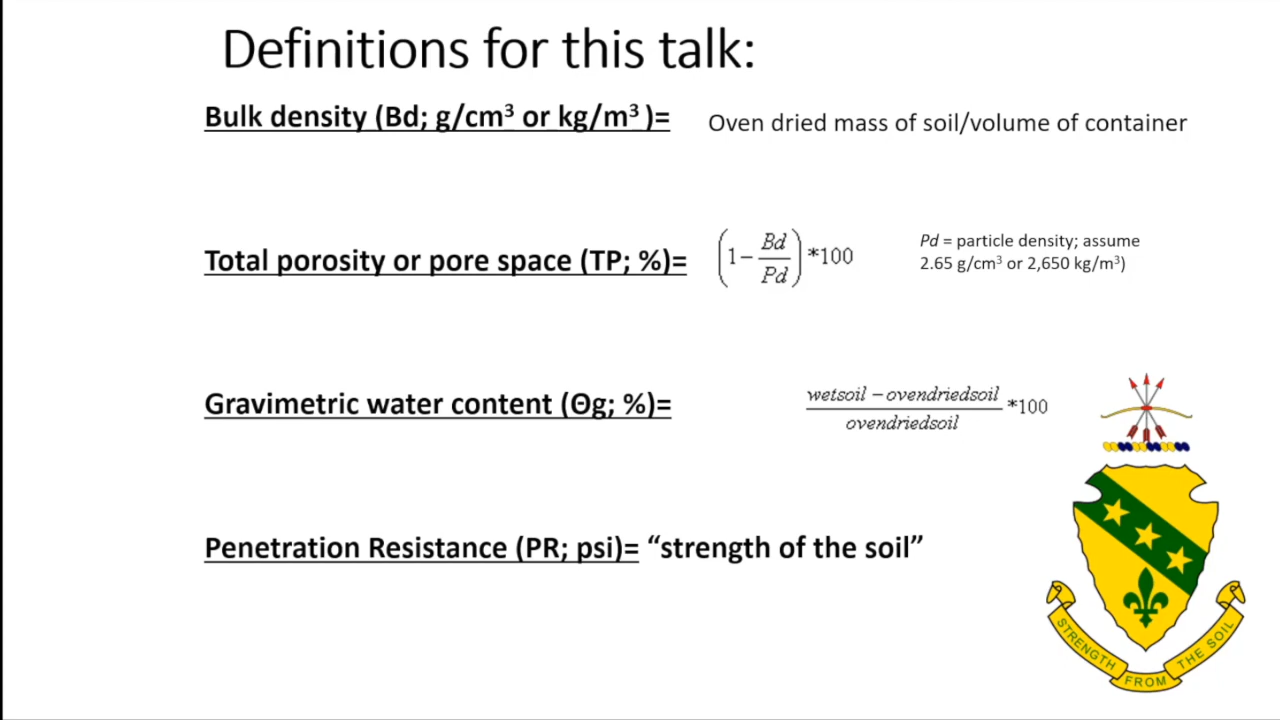 Definitions for this talk:
Bulk density (Bd; g/cm³ or kg/m³ )= Oven dried mass of soil/volume of container
Total porosity or pore space (TP; %)= (1− Bd/Pd) *100
Pd = particle density; assume
2.65 g/cm³ or 2,650 kg/m³)
Gravimetric water content (Θg; %)= wetsoil − ovendriedsoil / ovendriedsoil *100
Penetration Resistance (PR; psi)= “strength of the soil”
STRENGTH FROM THE SOIL